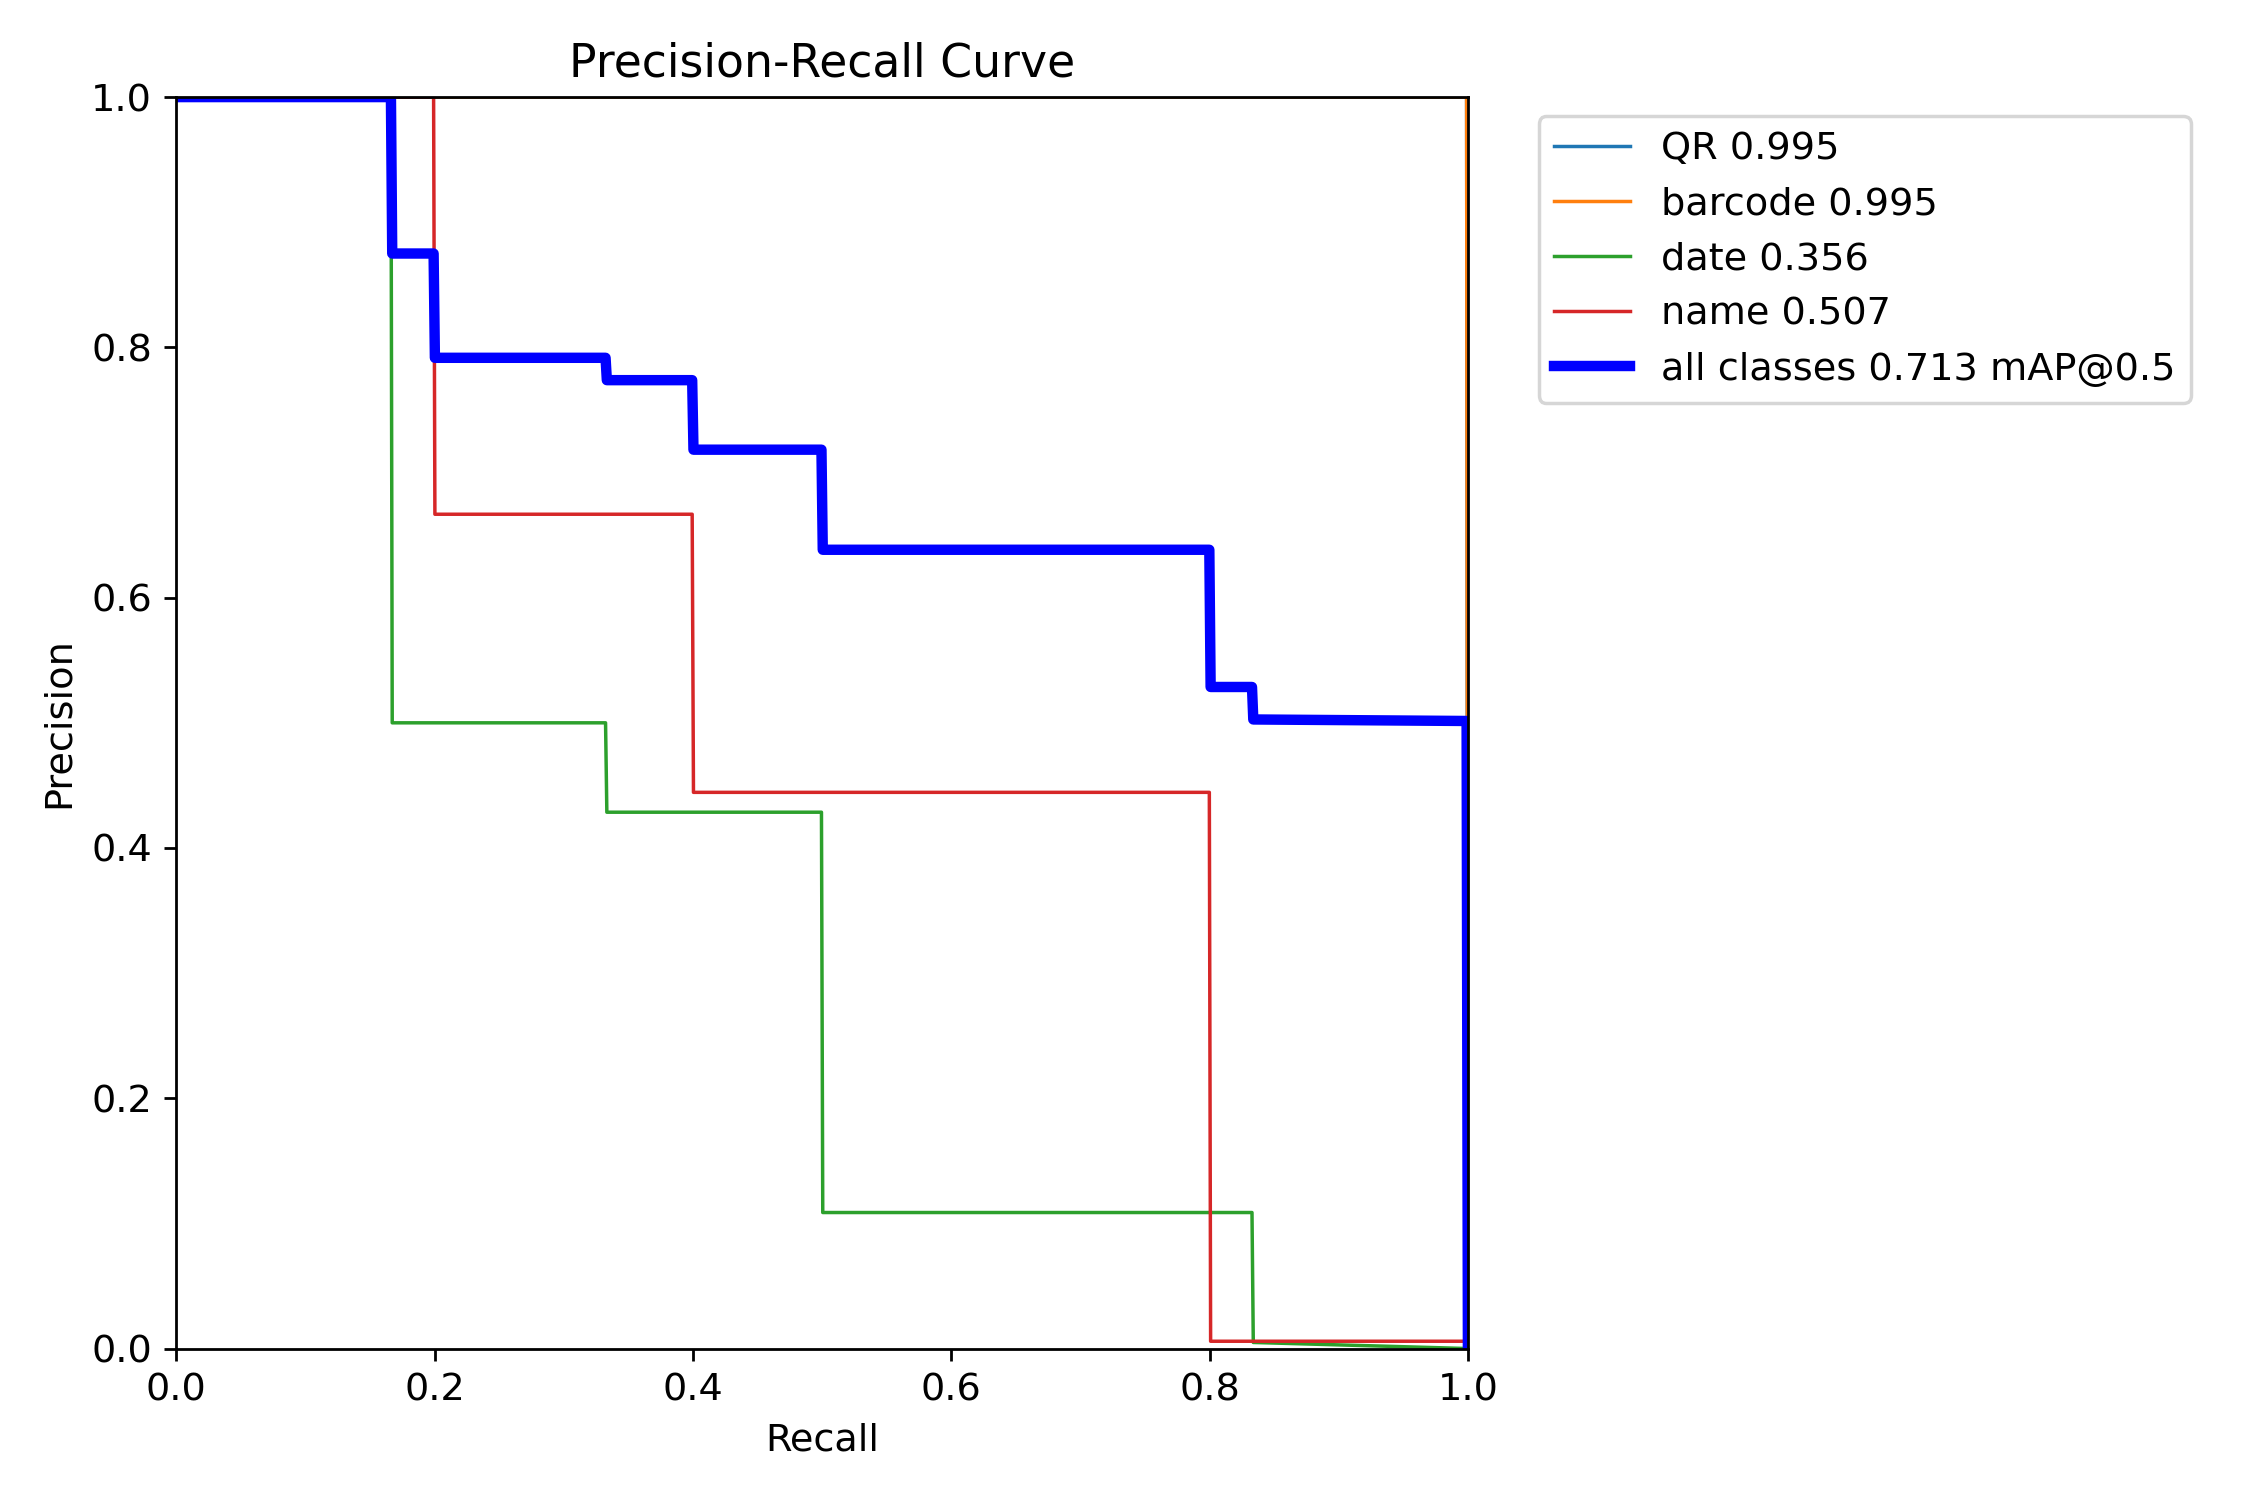 Precision-Recall Curve
1.0
0.8
0.6
0.4
0.2
0.0
Precision
0.0 0.2 0.4 0.6 0.8 1.0
Recall
QR 0.995
barcode 0.995
date 0.356
name 0.507
all classes 0.713 mAP@0.5